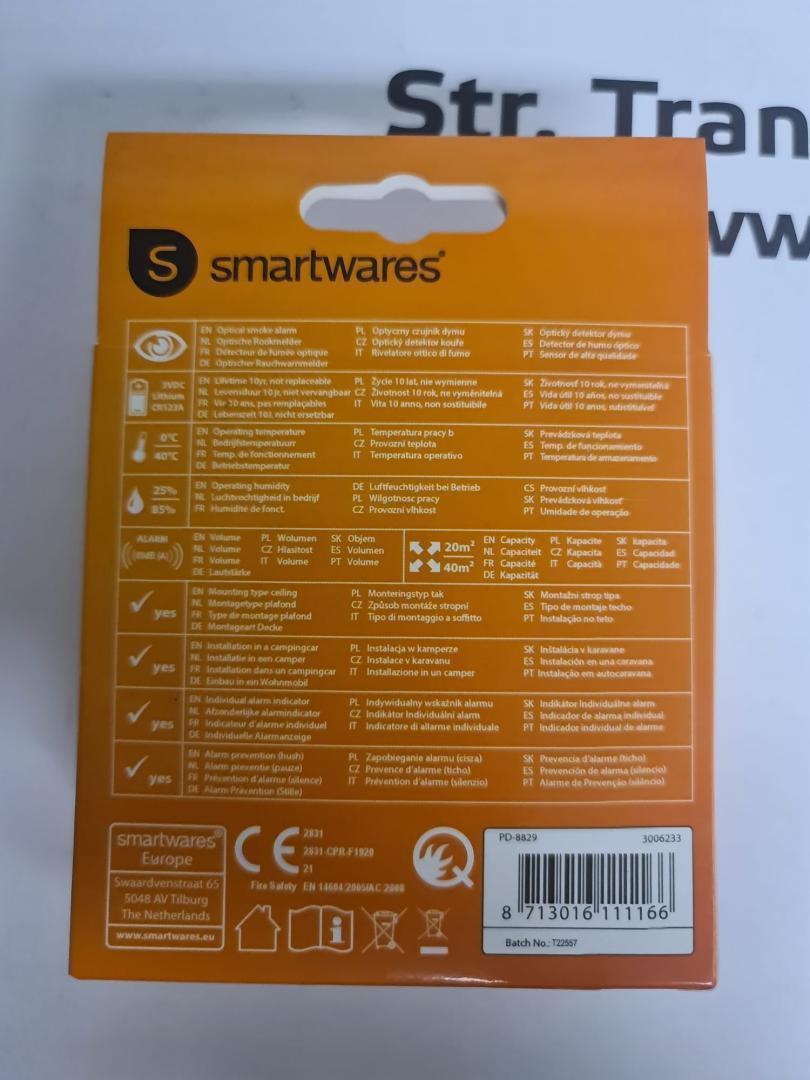 Str. Tran
ww
smartwares®
EN Optical smoke alarm
NL Optische Rookmelder
FR Détecteur de fumée optique
DE Optischer Rauchwarnmelder
PL Optyczny czujnik dymu
CZ Optický detektor kouře
IT Rivelatore ottico di fumo
SK Optický detektor dymu
ES Detector de humo óptico
PT Sensor de alta qualidade
3VDC
Lithium
CR123A
EN Lifetime 10yr, not replaceable
NL Levensduur 10 jr, niet vervangbaar
FR Vie 10 ans, pas remplaçables
DE Lebenszeit 10J, nicht ersetzbar
PL Życie 10 lat, nie wymienne
CZ Životnost 10 rok, ne vyměnitelná
IT Vita 10 anno, non sostituibile
SK Životnosť 10 rok, ne vymeniteľná
ES Vida útil 10 años, no sustituible
PT Vida útil 10 anos,
0°C
40°C
EN Operating temperature
NL Bedrijfstemperatuur
FR Temp. de fonctionnement
DE Betriebstemperatur
PL Temperatura pracy b
CZ Provozní teplota
IT Temperatura operativo
SK Prevádzková teplota
ES Temp. de funcionamiento
PT Temperatura de armazenamento
25%
85%
EN Operating humidity
NL Luchtvochtigheid in bedrijf
FR Humidité de fonct.
DE Luftfeuchtigkeit bei Betrieb
PL Wilgotnosc pracy
CZ Provozní vlhkost
CS Provozní vlhkost
SK Prevádzková vlhkosť
PT Umidade de operação
ALARM
85dB (A)
EN Volume
NL Volume
FR Volume
DE Lautstärke
PL Wolumen
CZ Hlasitost
IT Volume
SK Objem
ES Volumen
PT Volume
20m²
40m²
EN Capacity
NL Capaciteit
FR Capacité
DE Kapazität
PL Kapacite
CZ Kapacita
IT Capacità
SK kapacita
ES Capacidad
PT Capacidade
yes
EN Mounting type ceiling
NL Montagetype plafond
FR Type de montage plafond
DE Montageart Decke
PL Monteringstyp tak
CZ Způsob montáže stropní
IT Tipo di montaggio a soffitto
SK Montažní strop tipa
ES Tipo de montaje techo
PT Instalação no teto
yes
EN Installation in a campingcar
NL Installatie in een camper
FR Installation dans un campingcar
DE Einbau in ein Wohnmobil
PL Instalacja w kamperze
CZ Instalace v karavanu
IT Installazione in un camper
SK Inštalácia v karavane
ES Instalación en una caravana
PT Instalação em autocaravana
yes
EN Individual alarm indicator
NL Afzonderlijke alarmindicator
FR Indicateur d'alarme individuel
DE Individuelle Alarmanzeige
PL Indywidualny wskaźnik alarmu
CZ Indikátor Individuální alarm
IT Indicatore di allarme individuale
SK Indikátor Individuálne alarm
ES Indicador de alarma individual
PT Indicador individual de alarme
yes
EN Alarm prevention (hush)
NL Alarm preventie (pauze)
FR Prévention d'alarme (silence)
DE Alarm Prävention (Stille)
PL Zapobieganie alarmu (cisza)
CZ Prevence d'alarme (ticho)
IT Prévention d'alarme (silenzio)
SK Prevencia d'alarme (ticho)
ES Prevención de alarma (silencio)
PT Alarme de Prevenção (silencio)
smartwares®
Europe
Swaardvenstraat 65
5048 AV Tilburg
The Netherlands
www.smartwares.eu
CE
2831
2831-CPR-F1920
21
Fire Safety EN 14604:2005/AC:2008
PD-8829 3006233
8 713016 111166
Batch No.: T22557